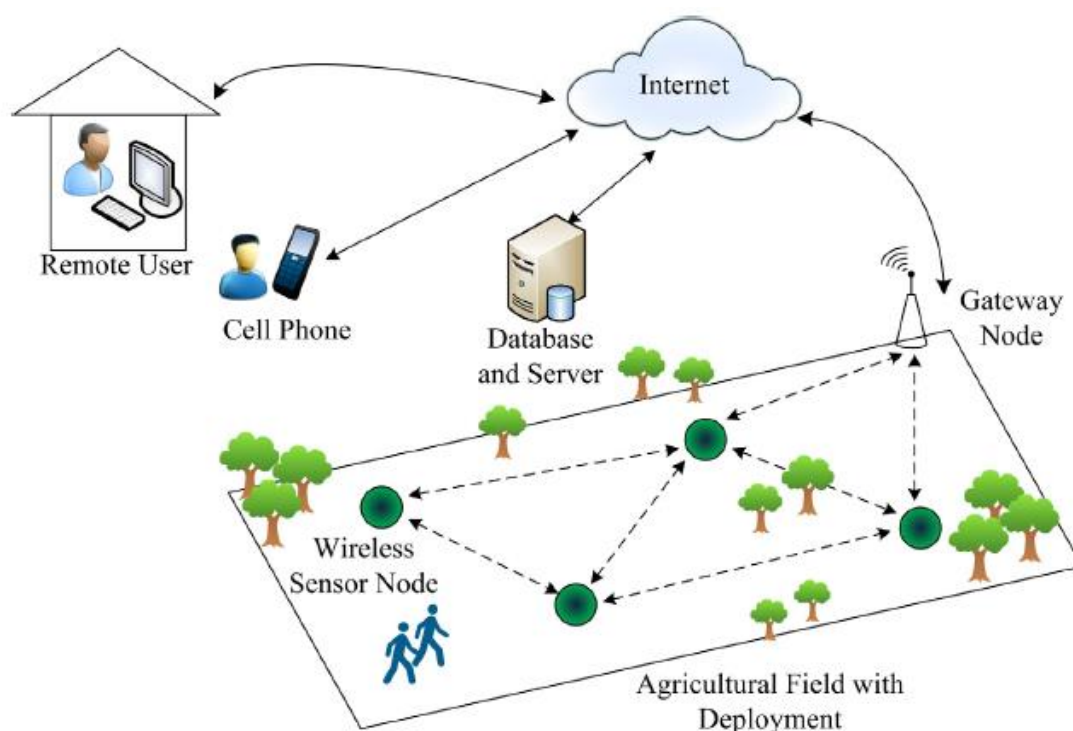 Internet
Remote User
Cell Phone
Database
and Server
Gateway
Node
Wireless
Sensor Node
Agricultural Field with
Deployment